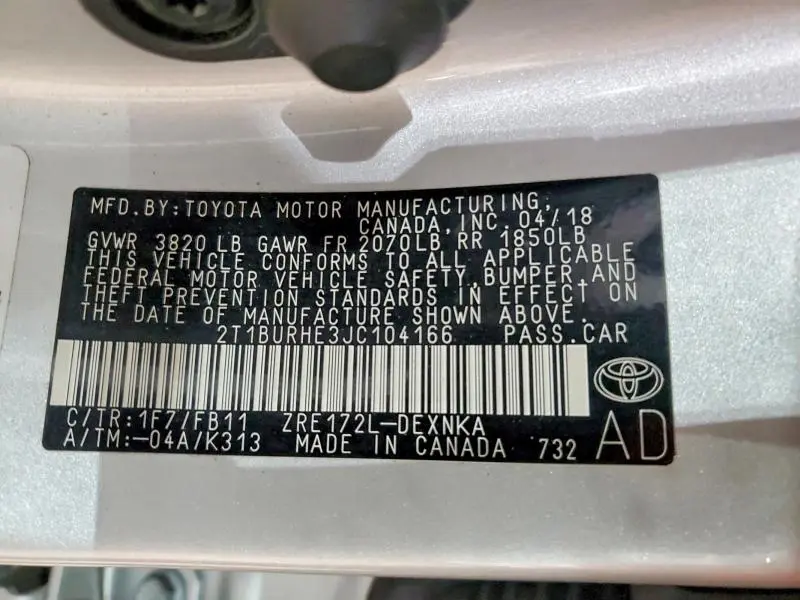 MFD.BY:TOYOTA MOTOR MANUFACTURING,
CANADA,INC. 04/18
GVWR 3820 LB GAWR FR 2070LB RR 1850LB
THIS VEHICLE CONFORMS TO ALL APPLICABLE
FEDERAL MOTOR VEHICLE SAFETY,BUMPER,AND
THEFT PREVENTION STANDARDS IN EFFECT ON
THE DATE OF MANUFACTURE SHOWN ABOVE.
2T1BURHE3JC104166 PASS.CAR
C/TR:1F7/FB11 ZRE172L-DEXNKA
A/TM:-04A/K313 MADE IN CANADA 732 AD